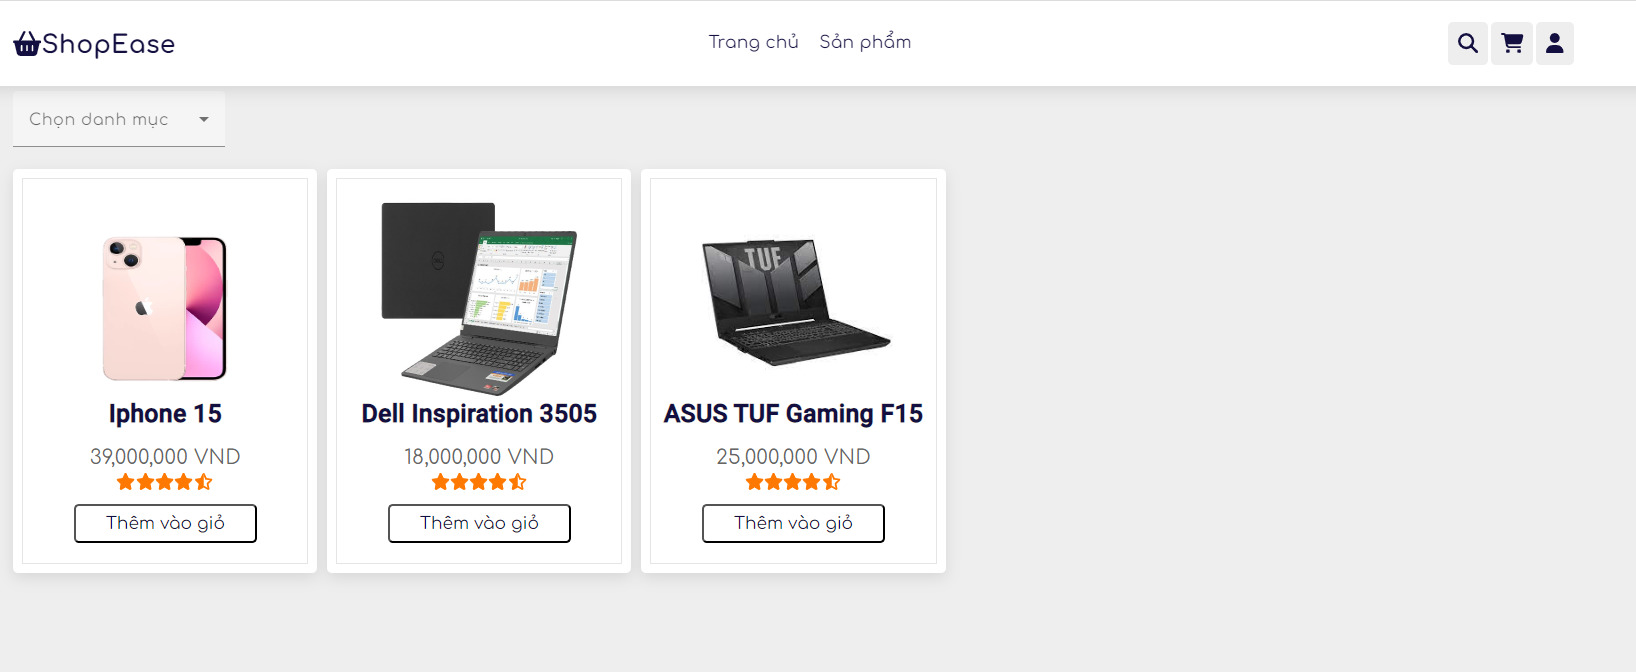 ShopEase
Trang chủ Sản phẩm
Chọn danh mục
TUF
Iphone 15
Dell Inspiration 3505
ASUS TUF Gaming F15
39,000,000 VND
18,000,000 VND
25,000,000 VND
Thêm vào giỏ
Thêm vào giỏ
Thêm vào giỏ